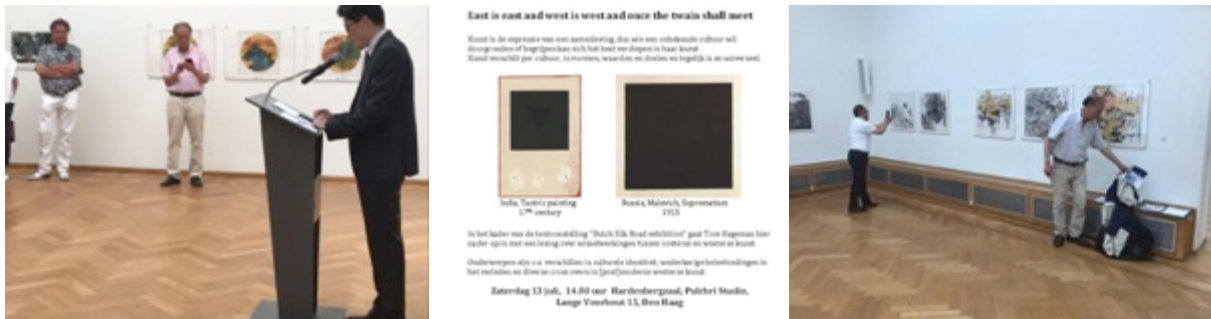 East is east and west is west and once the twain shall meet
Kunst is de expressie van een samenleving, dus wie een onbekende cultuur wil
doorgronden of begrijpen kan zich het best verdiepen in haar kunst.
Kunst verschilt per cultuur, in vormen, waarden en doelen en tegelijk is ze universeel.
India, Tantric painting
17th century
Russia, Malevich, Suprematism
1915
In het kader van de tentoonstelling "Dutch Silk Road exhibition" gaat Tom Hageman hier
nader op in met een lezing over wisselwerkingen tussen oosterse en westerse kunst.
Onderwerpen zijn o.a. verschillen in culturele identiteit, wederkerige beïnvloedingen in
het verleden en diverse cross overs in (post)moderne westerse kunst.
Zaterdag 13 juli, 14.00 uur Hardenbergzaal, Pulchri Studio,
Lange Voorhout 15, Den Haag